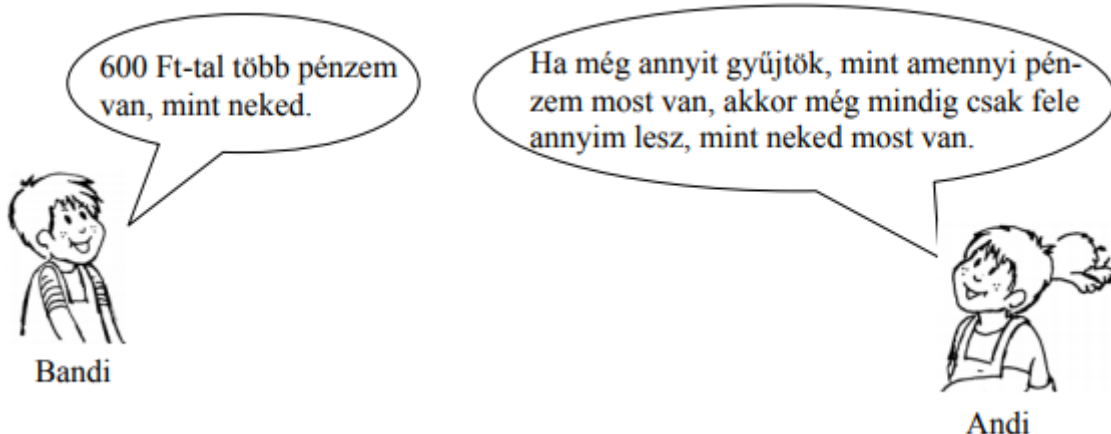 600 Ft-tal több pénzem
van, mint neked.
Ha még annyit gyűjtök, mint amennyi pén-
zem most van, akkor még mindig csak fele
annyim lesz, mint neked most van.
Bandi
Andi